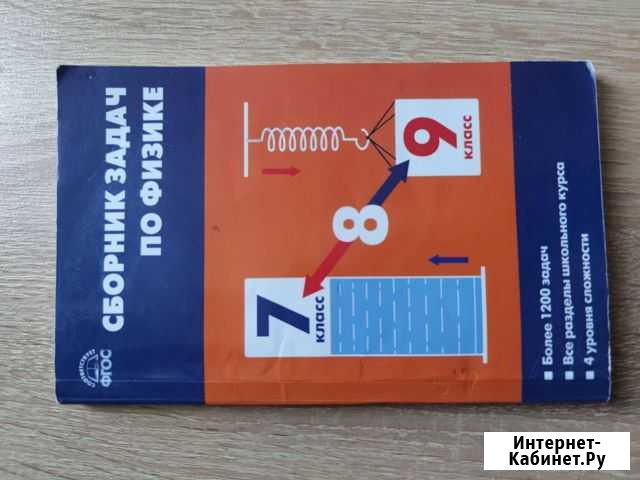 СООТВЕТСТВУЕТ
ФГОС
СБОРНИК ЗАДАЧ
ПО ФИЗИКЕ
7
класс
8
9
класс
Более 1200 задач
Все разделы школьного курса
4 уровня сложности
Интернет-
Кабинет.Ру